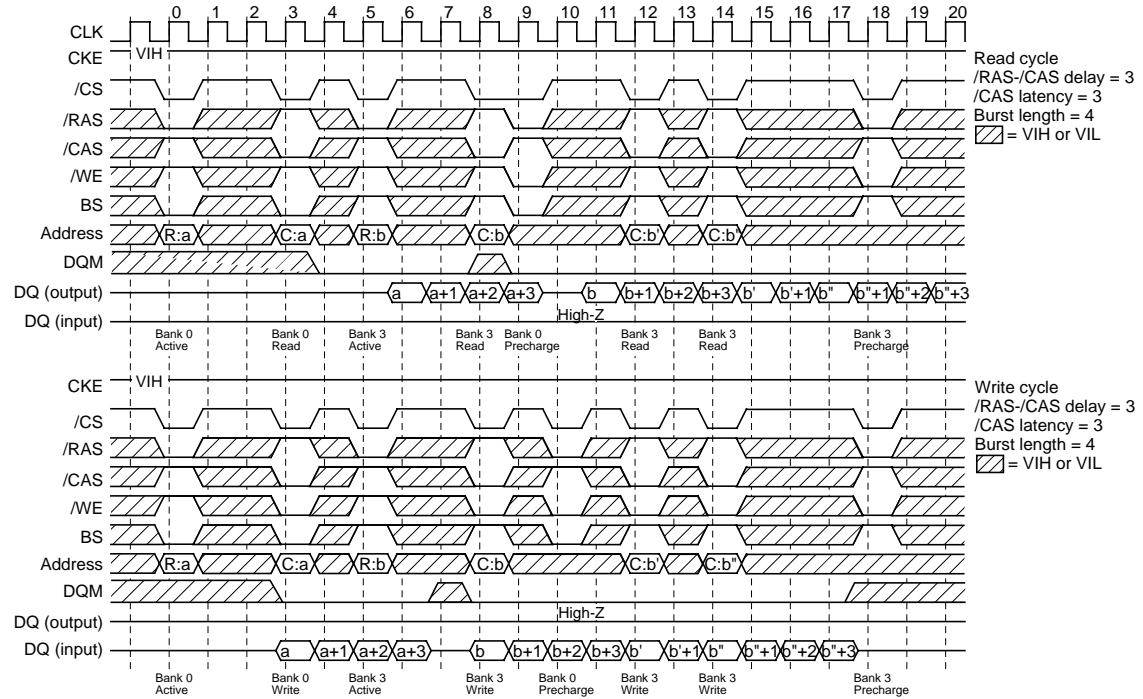 0 1 2 3 4 5 6 7 8 9 10 11 12 13 14 15 16 17 18 19 20
CLK
CKE VIH
/CS
/RAS
/CAS
/WE
BS
Address R:a C:a R:b C:b C:b' C:b"
DQM
DQ (output) a a+1 a+2 a+3 b b+1 b+2 b+3 b' b'+1 b" b"+1 b"+2 b"+3
High-Z
DQ (input)
Bank 0 Active
Bank 0 Read
Bank 3 Active
Bank 3 Read
Bank 0 Precharge
Bank 3 Read
Bank 3 Read
Bank 3 Precharge
Read cycle
/RAS-/CAS delay = 3
/CAS latency = 3
Burst length = 4
= VIH or VIL
CKE VIH
/CS
/RAS
/CAS
/WE
BS
Address R:a C:a R:b C:b C:b' C:b"
DQM
High-Z
DQ (output)
DQ (input) a a+1 a+2 a+3 b b+1 b+2 b+3 b' b'+1 b" b"+1 b"+2 b"+3
Bank 0 Active
Bank 0 Write
Bank 3 Active
Bank 3 Write
Bank 0 Precharge
Bank 3 Write
Bank 3 Write
Bank 3 Precharge
Write cycle
/RAS-/CAS delay = 3
/CAS latency = 3
Burst length = 4
= VIH or VIL